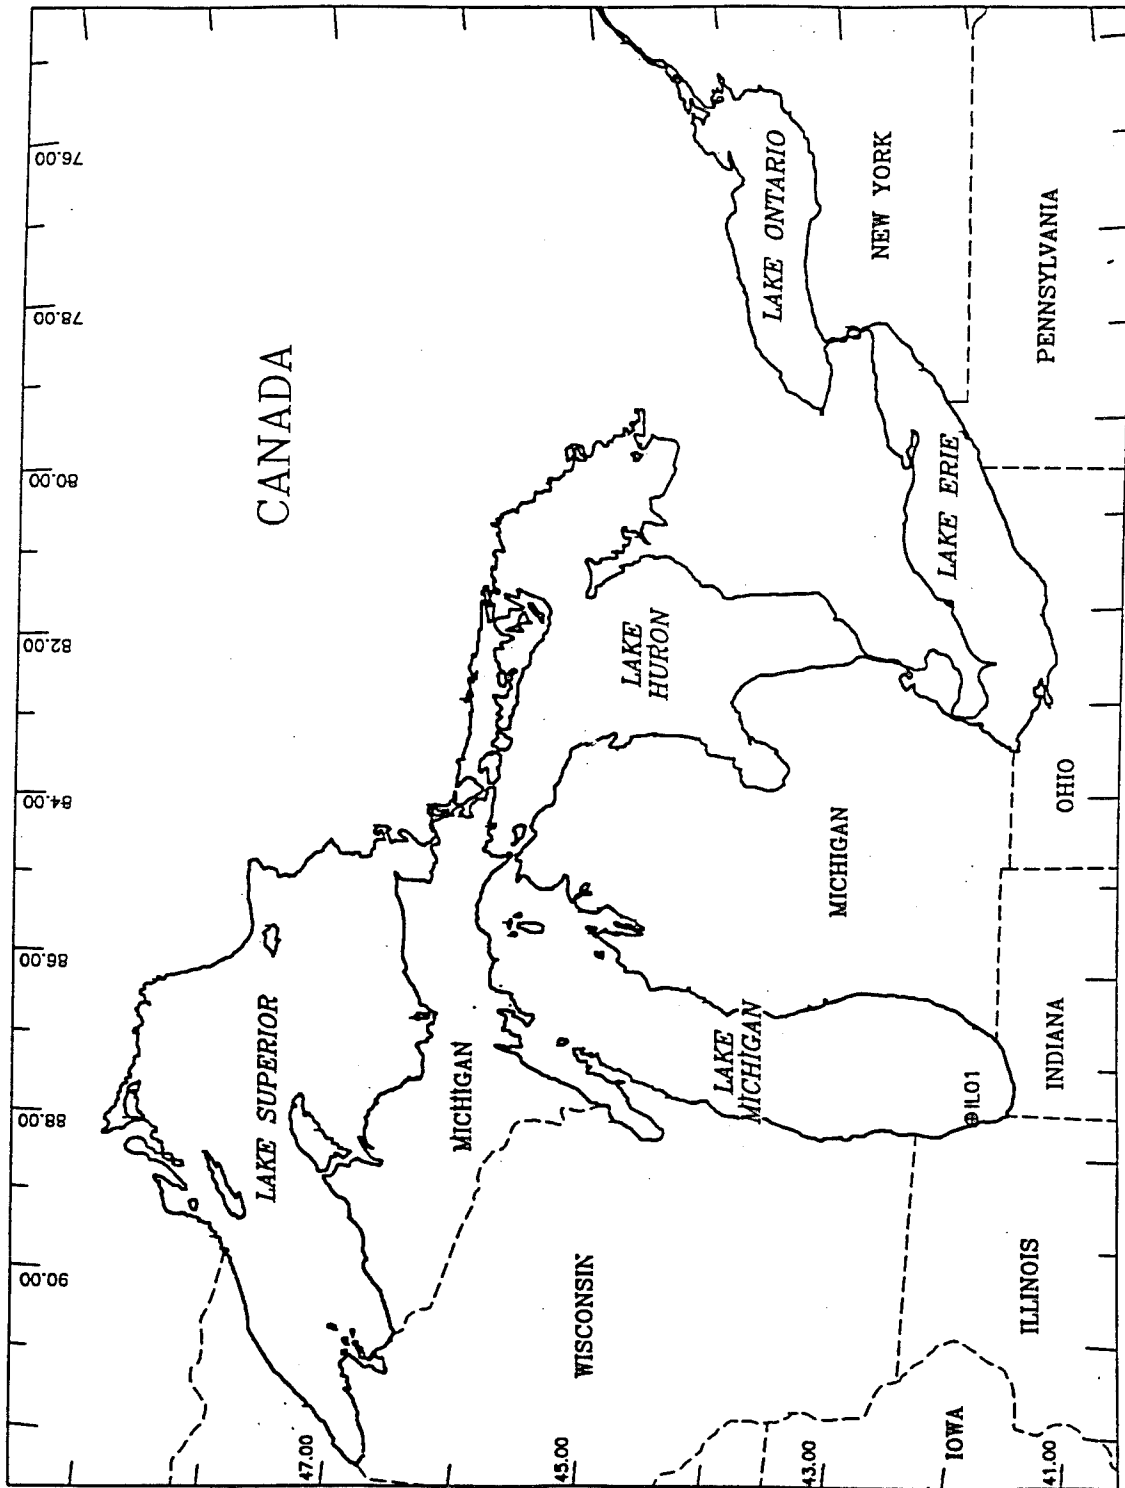 76.00
78.00
80.00
82.00
84.00
86.00
88.00
90.00
CANADA
LAKE ONTARIO
NEW YORK
PENNSYLVANIA
LAKE ERIE
LAKE
HURON
OHIO
MICHIGAN
LAKE SUPERIOR
MICHIGAN
LAKE
MICHIGAN
INDIANA
IL01
WISCONSIN
ILLINOIS
IOWA
47.00
45.00
43.00
41.00